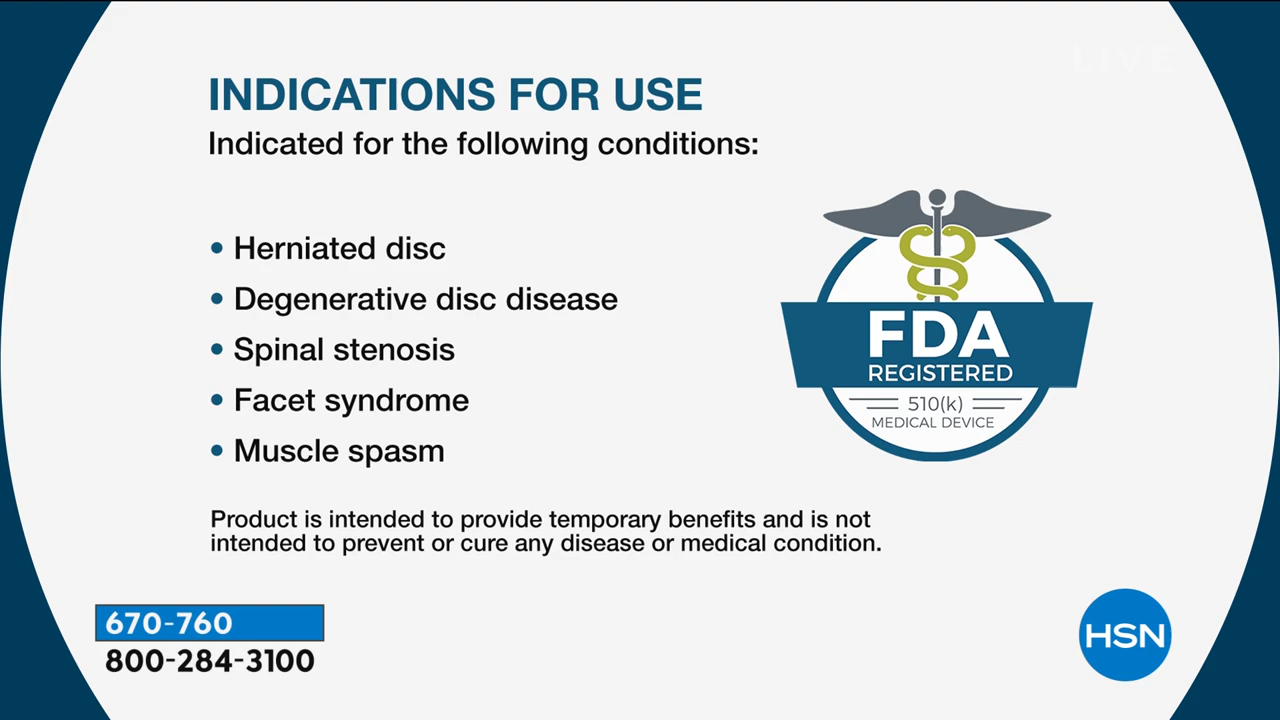 LIVE
INDICATIONS FOR USE
Indicated for the following conditions:
• Herniated disc
• Degenerative disc disease
• Spinal stenosis
• Facet syndrome
• Muscle spasm
FDA
REGISTERED
510(k)
MEDICAL DEVICE
Product is intended to provide temporary benefits and is not
intended to prevent or cure any disease or medical condition.
670-760
800-284-3100
HSN